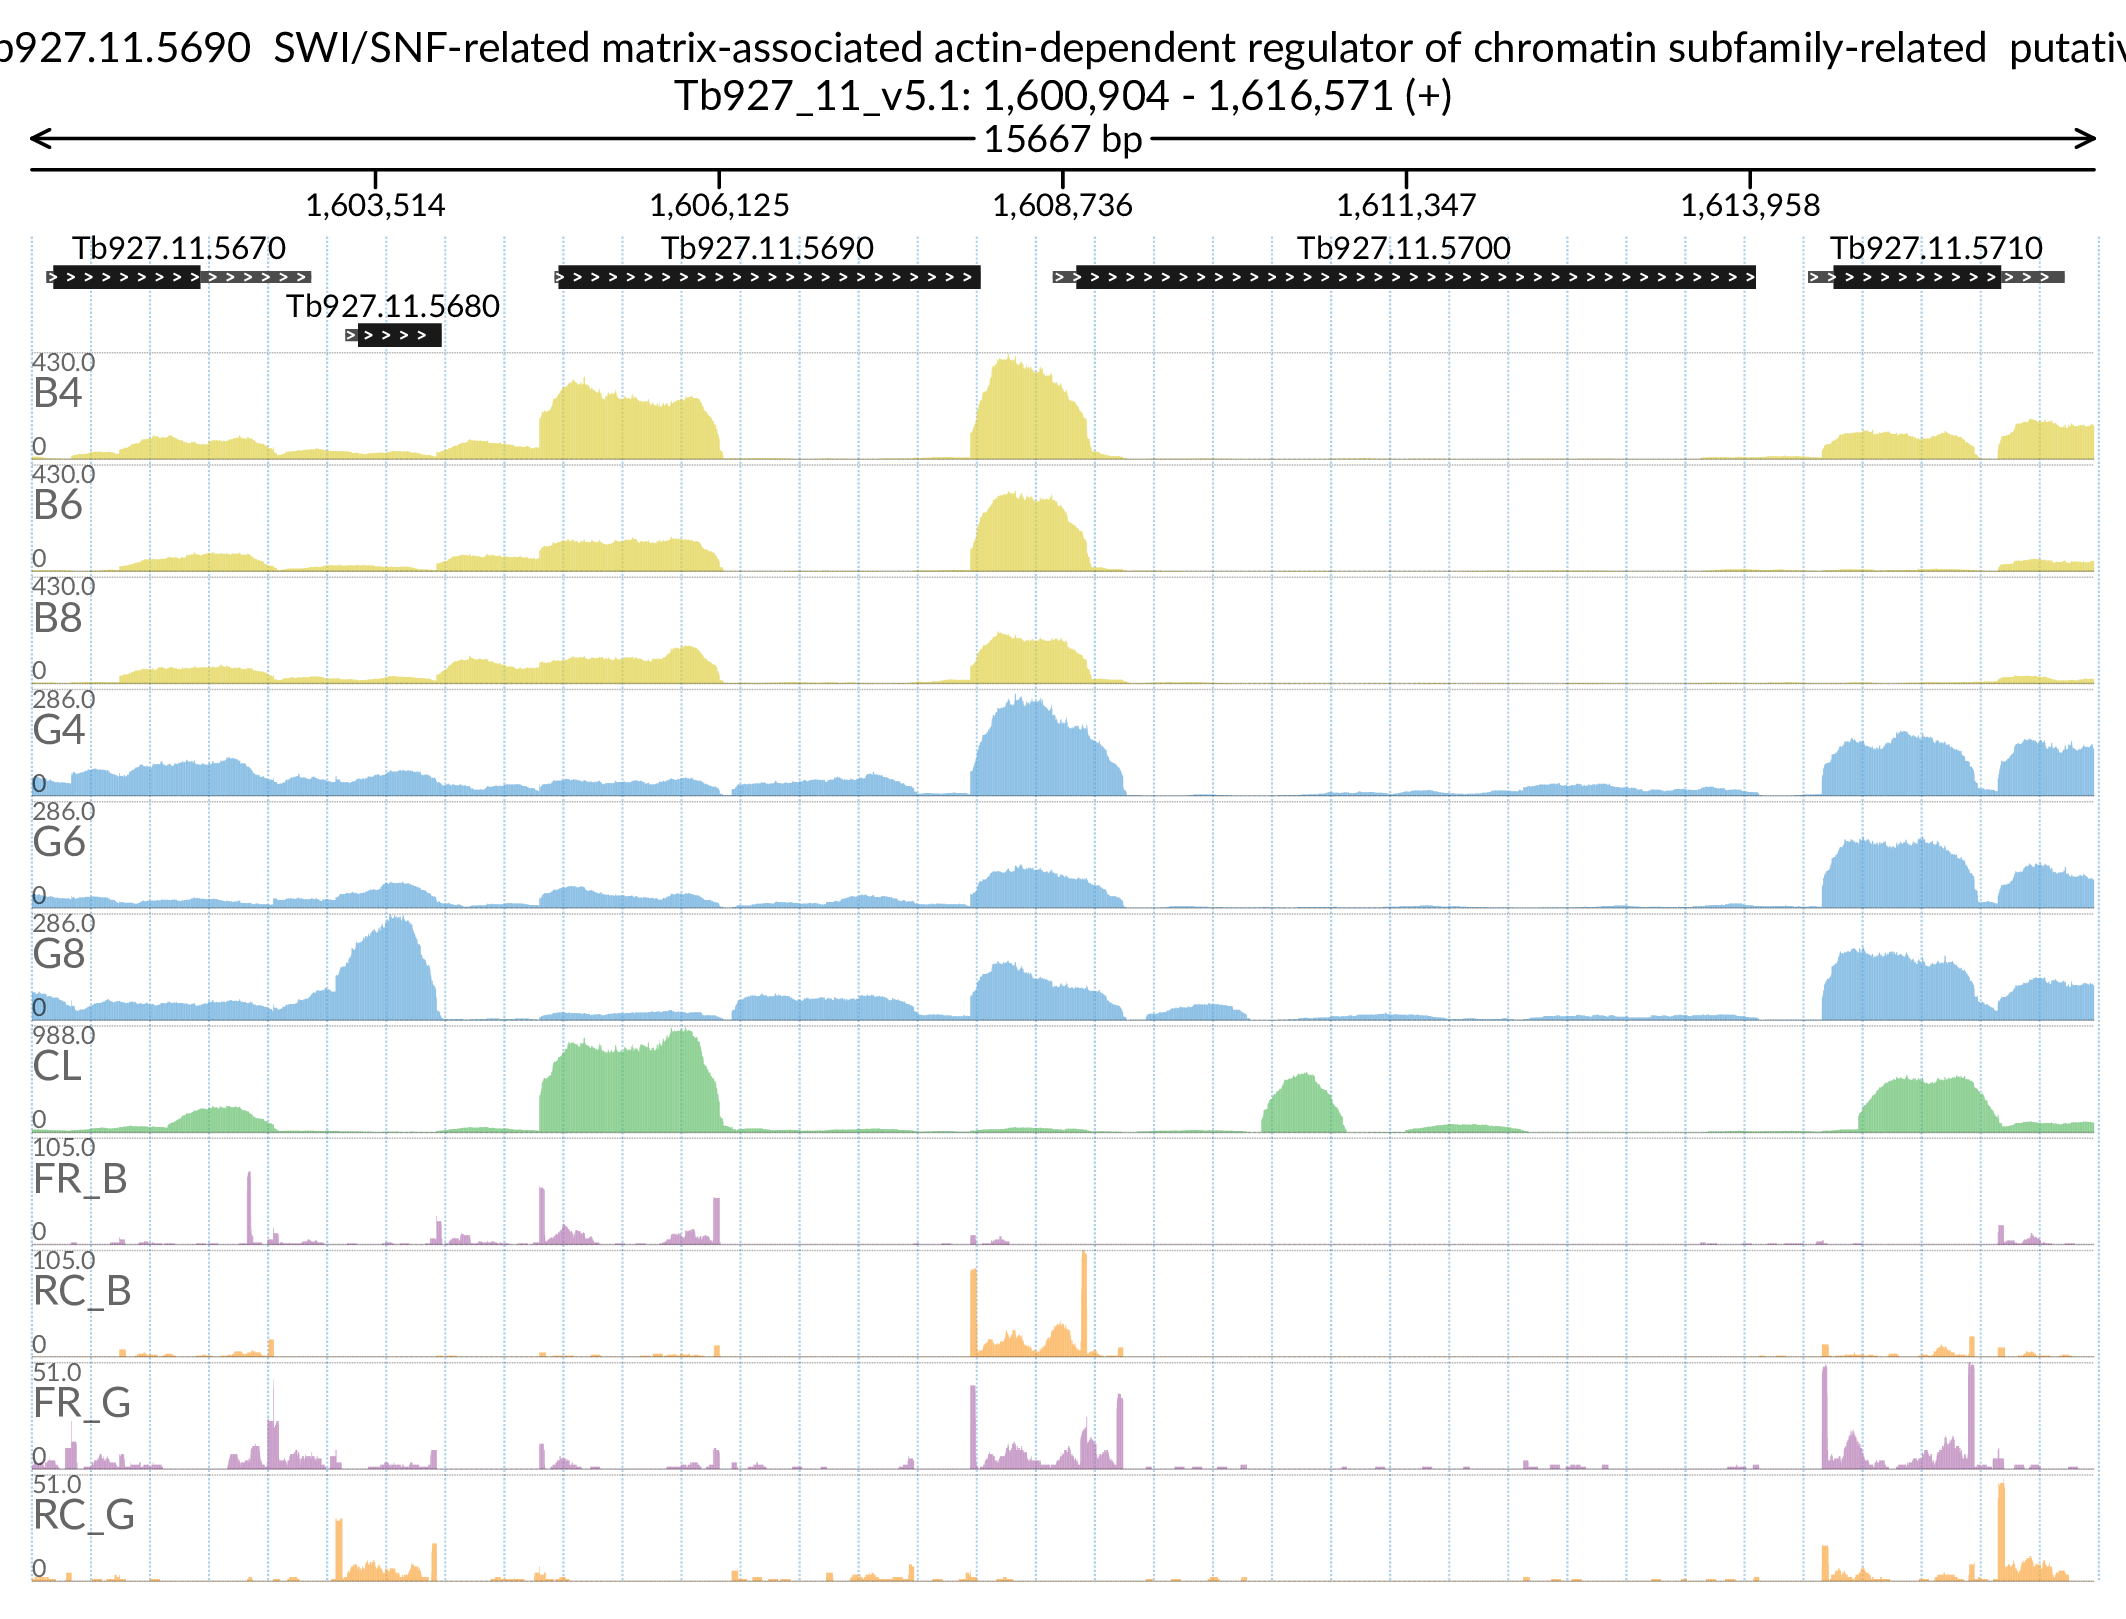 b927.11.5690 SWI/SNF-related matrix-associated actin-dependent regulator of chromatin subfamily-related putativ
Tb927_11_v5.1: 1,600,904 - 1,616,571 (+)
15667 bp
1,603,514 1,606,125 1,608,736 1,611,347 1,613,958
Tb927.11.5670 Tb927.11.5690 Tb927.11.5700 Tb927.11.5710
Tb927.11.5680
430.0
B4
0
430.0
B6
0
430.0
B8
0
286.0
G4
0
286.0
G6
0
286.0
G8
0
988.0
CL
0
105.0
FR_B
0
105.0
RC_B
0
51.0
FR_G
0
51.0
RC_G
0